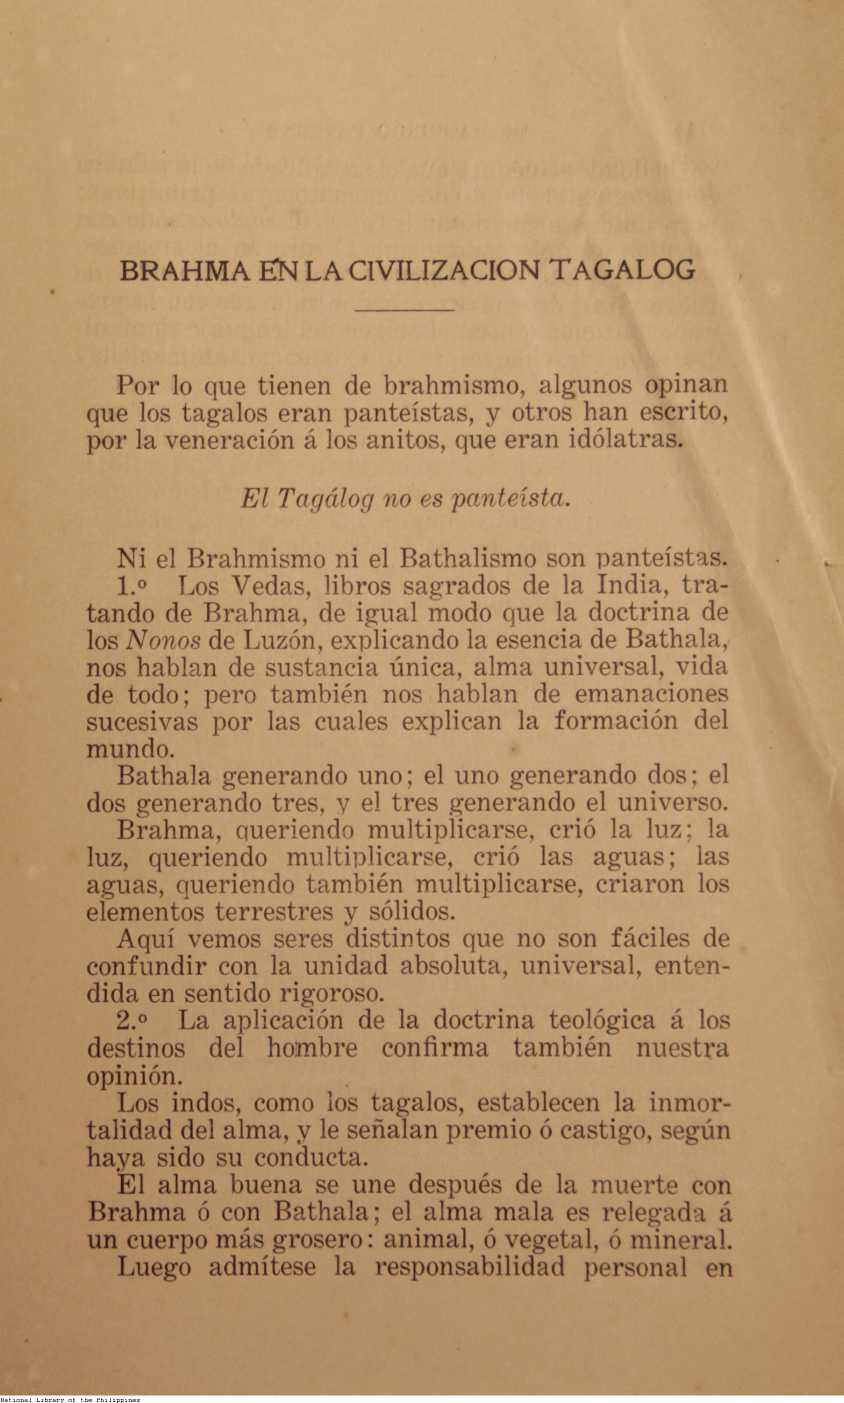 BRAHMA EN LA CIVILIZACION TAGALOG
Por lo que tienen de brahmismo, algunos opinan
que los tagalos eran panteístas, y otros han escrito,
por la veneración á los anitos, que eran idólatras.
El Tagálog no es panteísta.
Ni el Brahmismo ni el Bathalismo son panteístas.
1.º Los Vedas, libros sagrados de la India, tra-
tando de Brahma, de igual modo que la doctrina de
los Nonos de Luzón, explicando la esencia de Bathala,
nos hablan de sustancia única, alma universal, vida
de todo; pero también nos hablan de emanaciones
sucesivas por las cuales explican la formación del
mundo.
Bathala generando uno; el uno generando dos; el
dos generando tres, y el tres generando el universo.
Brahma, queriendo multiplicarse, crió la luz; la
luz, queriendo multiplicarse, crió las aguas; las
aguas, queriendo también multiplicarse, criaron los
elementos terrestres y sólidos.
Aquí vemos seres distintos que no son fáciles de
confundir con la unidad absoluta, universal, enten-
dida en sentido rigoroso.
2.º La aplicación de la doctrina teológica á los
destinos del hombre confirma también nuestra
opinión.
Los indos, como los tagalos, establecen la inmor-
talidad del alma, y le señalan premio ó castigo, según
haya sido su conducta.
El alma buena se une después de la muerte con
Brahma ó con Bathala; el alma mala es relegada á
un cuerpo más grosero: animal, ó vegetal, ó mineral.
Luego admítese la responsabilidad personal en
National Library of the Philippines